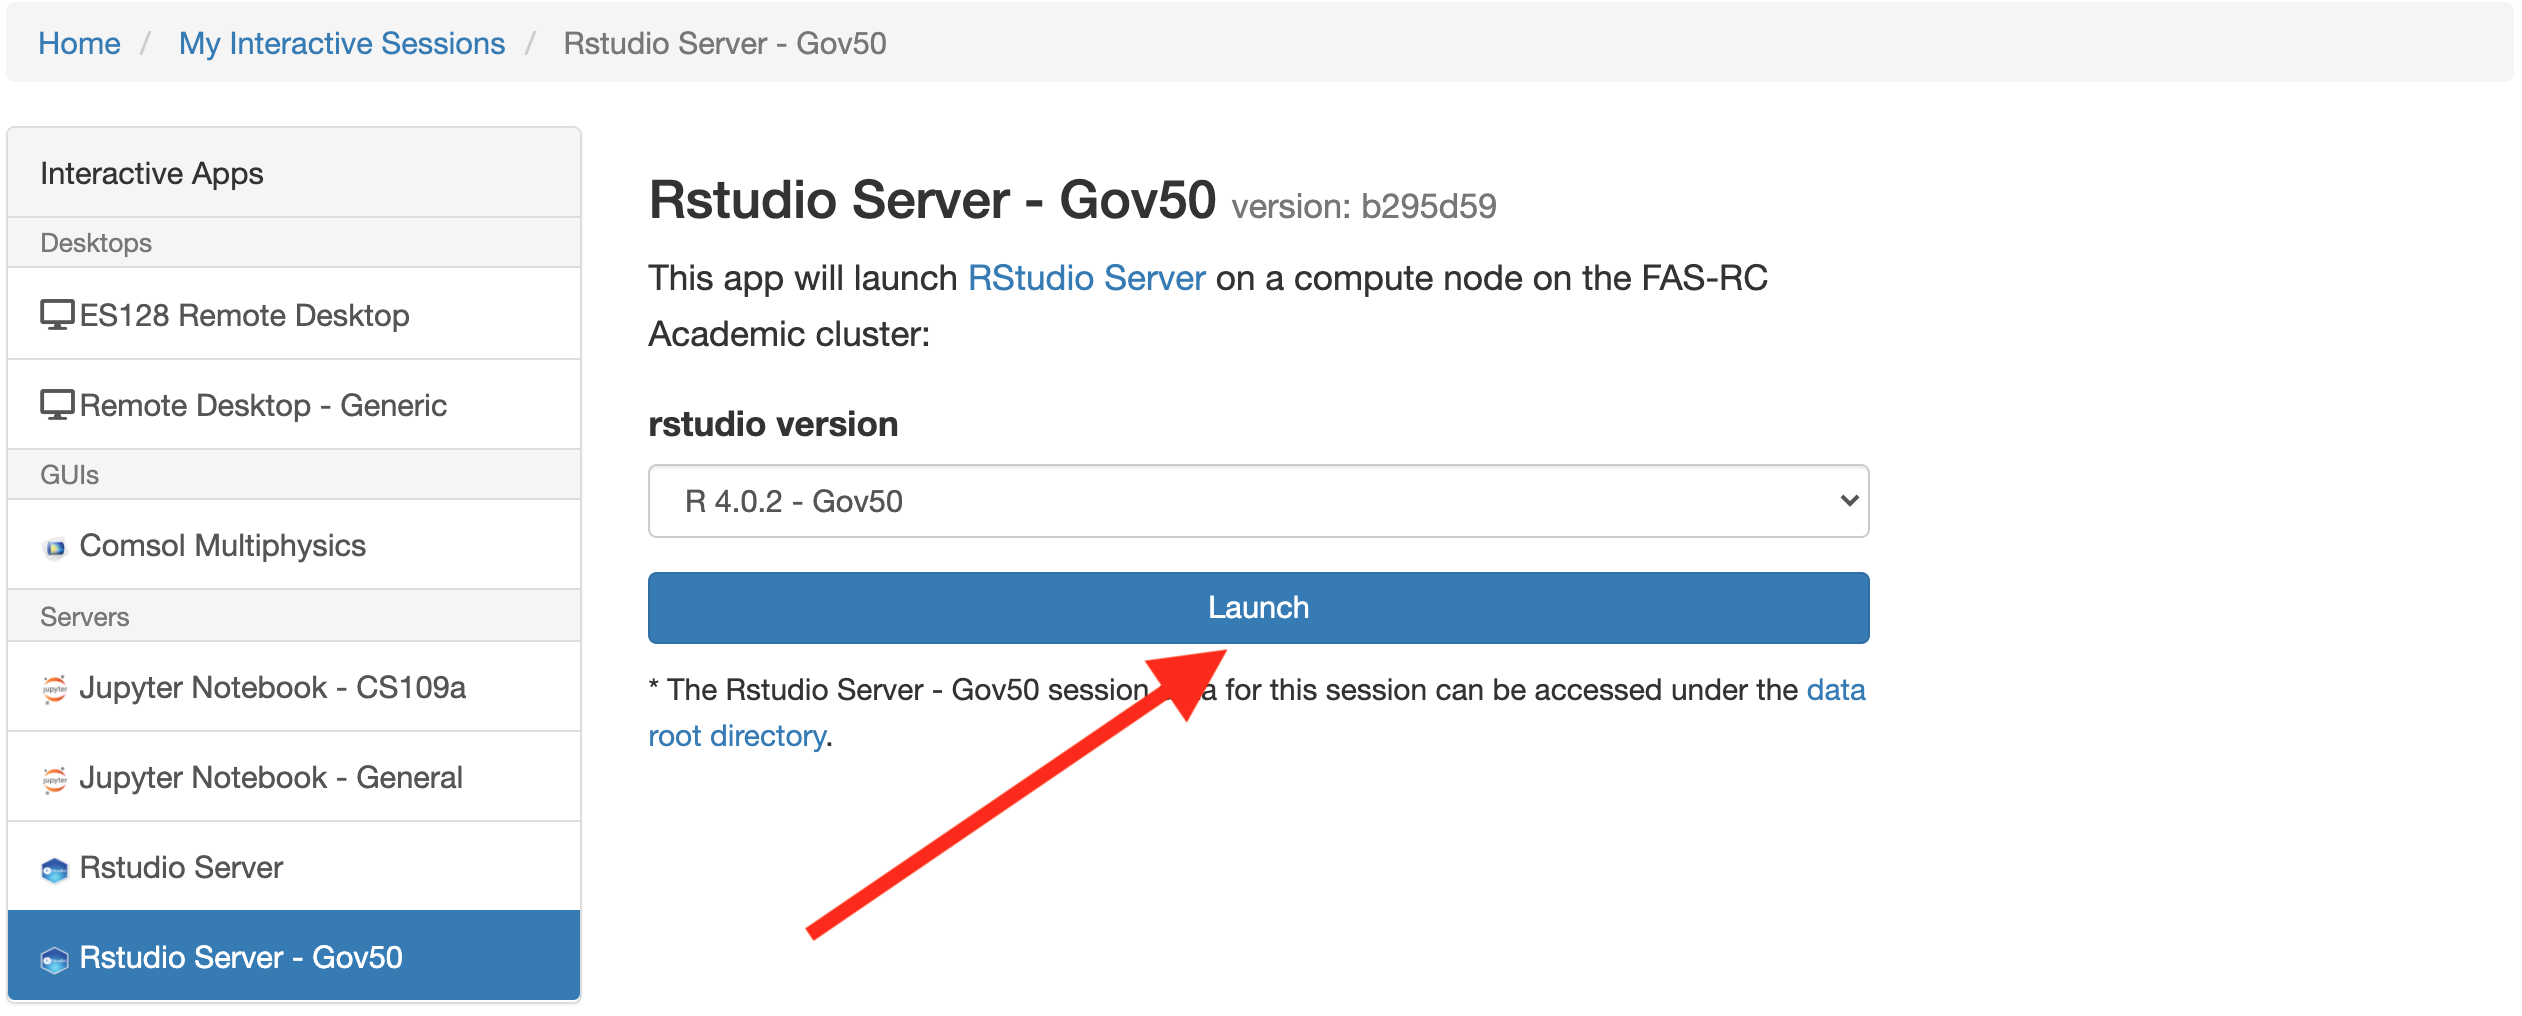 Home / My Interactive Sessions / Rstudio Server - Gov50
Interactive Apps
Desktops
ES128 Remote Desktop
Remote Desktop - Generic
GUIs
Comsol Multiphysics
Servers
Jupyter Notebook - CS109a
Jupyter Notebook - General
Rstudio Server
Rstudio Server - Gov50
Rstudio Server - Gov50 version: b295d59
This app will launch RStudio Server on a compute node on the FAS-RC
Academic cluster:
rstudio version
R 4.0.2 - Gov50
Launch
* The Rstudio Server - Gov50 session for this session can be accessed under the data
root directory.